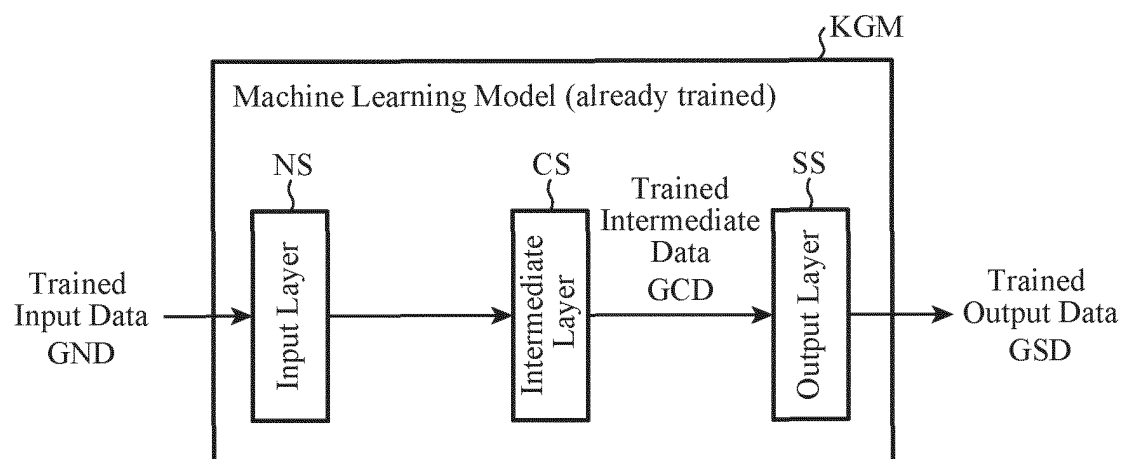 KGM
Machine Learning Model (already trained)
NS
CS
SS
Trained
Intermediate
Data
GCD
Trained
Input Data
GND
Input Layer
Intermediate
Layer
Output Layer
Trained
Output Data
GSD